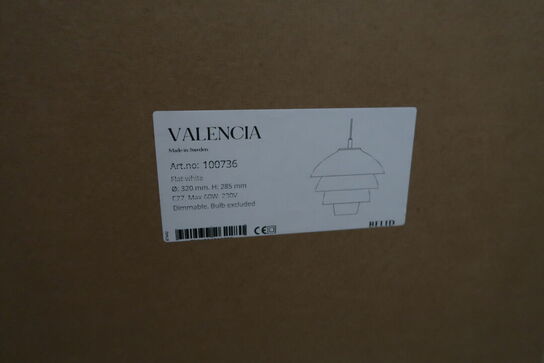 VALENCIA
Made in Sweden
Art.no: 100736
Flat white
Ø: 320 mm. H: 285 mm
E27. Max 60W. 230V
Dimmable. Bulb excluded
CE
BELID